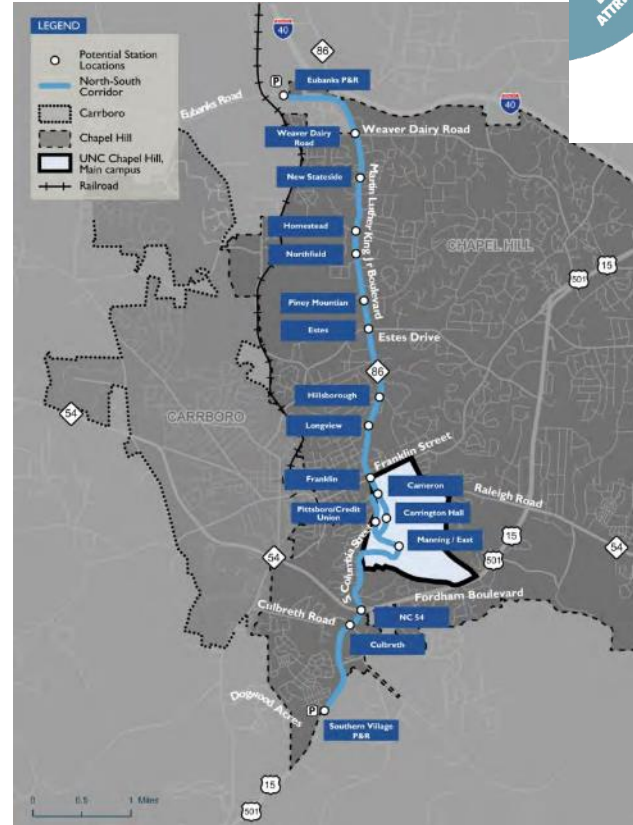 ATTRI
LEGEND
Potential Station
Locations
North-South
Corridor
Carrboro
Chapel Hill
UNC Chapel Hill,
Main campus
Railroad
40
86
P
Eubanks P&R
Eubanks Road
40
Weaver Dairy
Road
Weaver Dairy Road
New Stateside
Martin Luther King Jr Boulevard
Homestead
CHAPEL HILL
Northfield
15
501
Piney Mountian
Estes
Estes Drive
86
Hillsborough
54
CARRBORO
Longview
Franklin Street
Franklin
Cameron
Raleigh Road
Pittsboro/Credit
Union
Carrington Hall
15
S Columbia Street
Manning / East
501
54
54
Fordham Boulevard
Culbreth Road
NC 54
Culbreth
Dogwood Acres
P
Southern Village
P&R
15
501
0 0.5 1 Miles